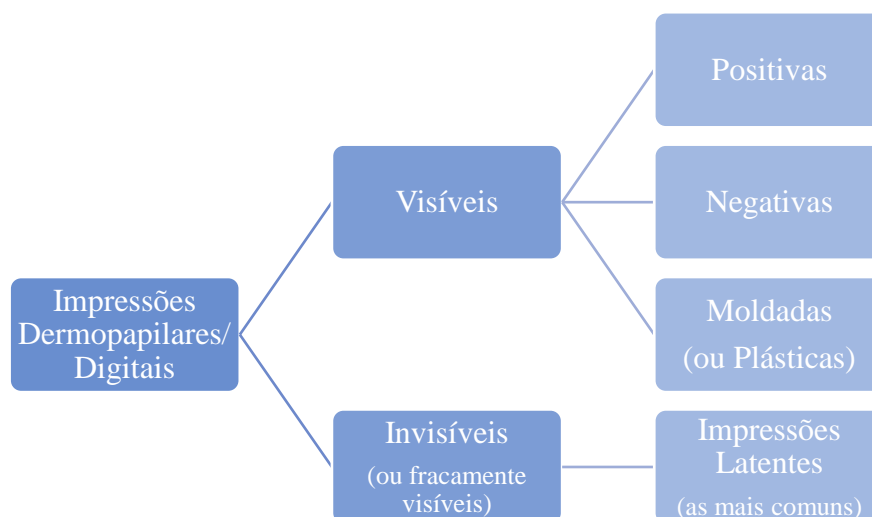 Impressões
Dermopapilares/
Digitais
Visíveis
Positivas
Negativas
Moldadas
(ou Plásticas)
Invisíveis
(ou fracamente
visíveis)
Impressões
Latentes
(as mais comuns)